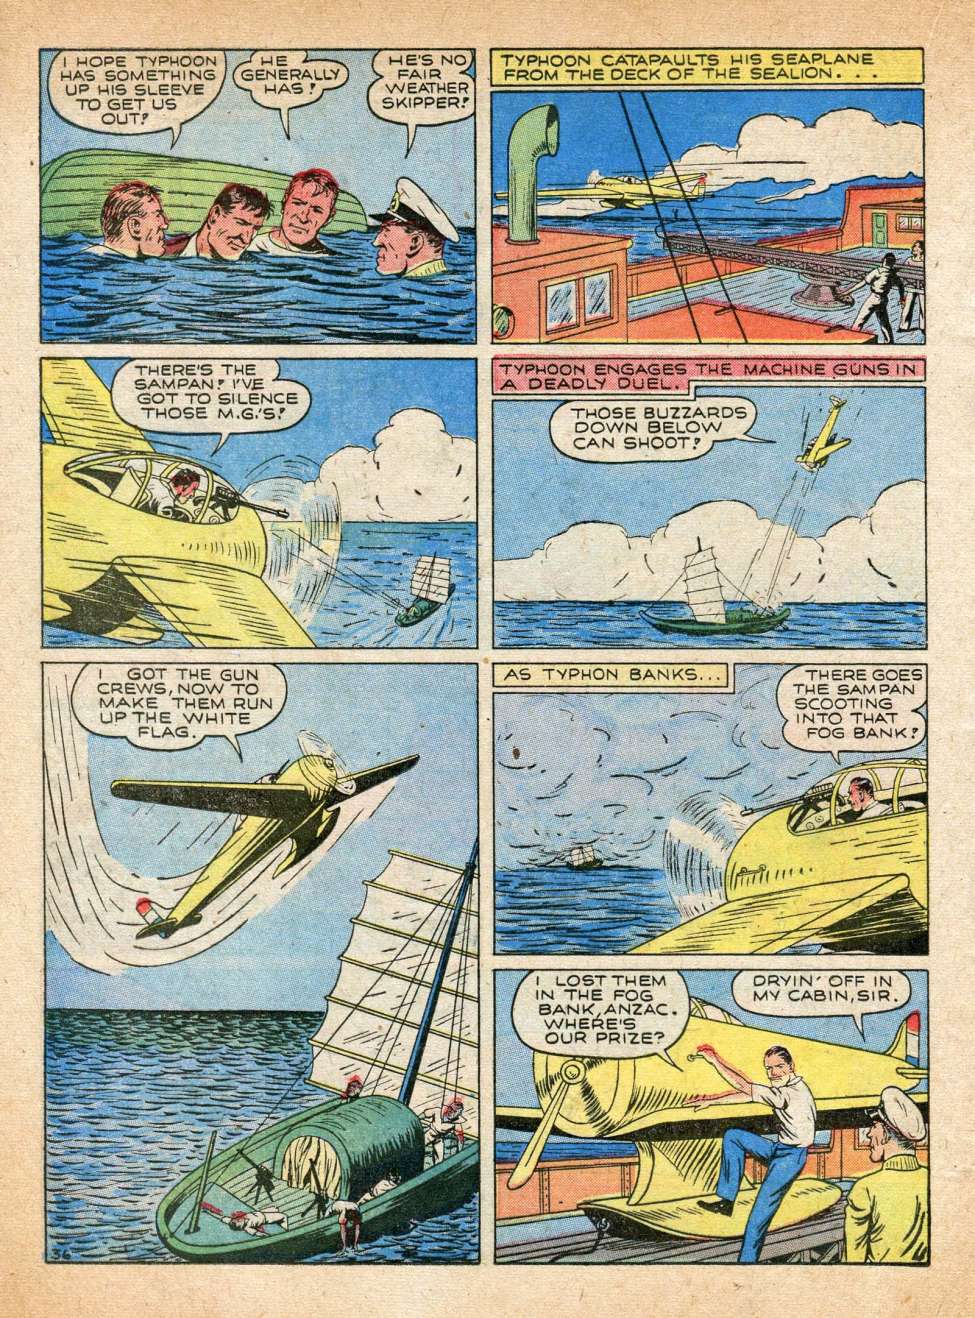 I HOPE TYPHOON
HAS SOMETHING
UP HIS SLEEVE
TO GET US
OUT!
HE
GENERALLY
HAS!
HE'S NO
FAIR
WEATHER
SKIPPER!
TYPHOON CATAPAULTS HIS SEAPLANE
FROM THE DECK OF THE SEALION. . .
THERE'S THE
SAMPAN! I'VE
GOT TO SILENCE
THOSE M.G.'S!
TYPHOON ENGAGES THE MACHINE GUNS IN
A DEADLY DUEL.
THOSE BUZZARDS
DOWN BELOW
CAN SHOOT!
I GOT THE GUN
CREWS, NOW TO
MAKE THEM RUN
UP THE WHITE
FLAG.
AS TYPHON BANKS...
THERE GOES
THE SAMPAN
SCOOTING
INTO THAT
FOG BANK!
I LOST THEM
IN THE FOG
BANK, ANZAC.
WHERE'S
OUR PRIZE?
DRYIN' OFF IN
MY CABIN, SIR.
36